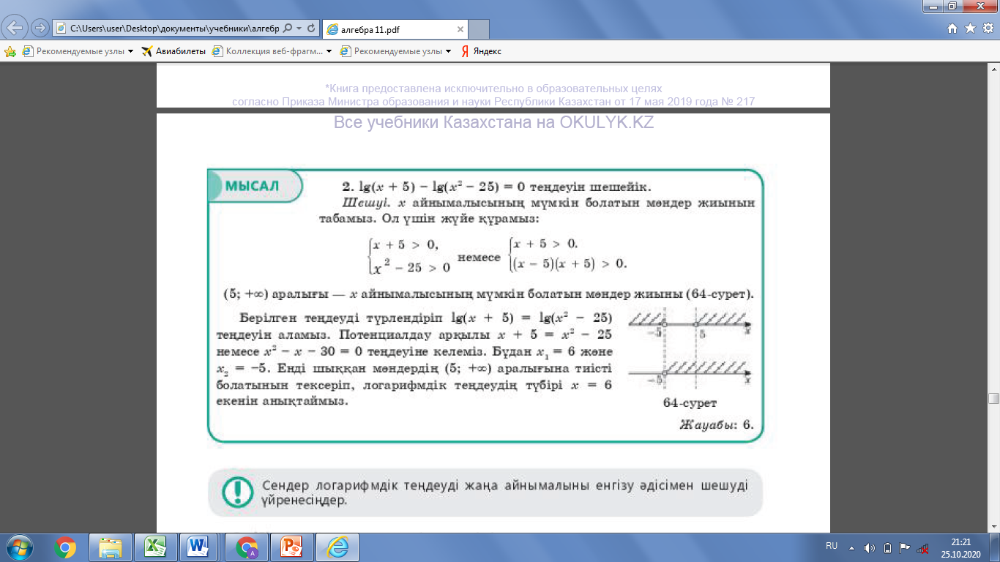 C:\Users\user\Desktop\документы\учебники\алгебр
алгебра 11.pdf
Рекомендуемые узлы
Авиабилеты
Коллекция веб-фрагм...
Рекомендуемые узлы
Яндекс
*Книга предоставлена исключительно в образовательных целях
согласно Приказа Министра образования и науки Республики Казахстан от 17 мая 2019 года № 217
Все учебники Казахстана на OKULYK.KZ
МЫСАЛ
2. lg(x + 5) − lg(x² − 25) = 0 теңдеуін шешейік.
Шешуі. x айнымалысының мүмкін болатын мәндер жиынын
табамыз. Ол үшін жүйе құрамыз:
{x + 5 > 0, x² − 25 > 0 немесе {x + 5 > 0. (x − 5)(x + 5) > 0.
(5; +∞) аралығы — x айнымалысының мүмкін болатын мәндер жиыны (64-сурет).
Берілген теңдеуді түрлендіріп lg(x + 5) = lg(x² − 25)
теңдеуін аламыз. Потенциалдау арқылы x + 5 = x² − 25
немесе x² − x − 30 = 0 теңдеуіне келеміз. Бұдан x₁ = 6 және
x₂ = −5. Енді шыққан мәндердің (5; +∞) аралығына тиісті
болатынын тексеріп, логарифмдік теңдеудің түбірі x = 6
екенін анықтаймыз.
−5 5 x
−5 x
64-сурет
Жауабы: 6.
Сендер логарифмдік теңдеуді жаңа айнымалыны енгізу әдісімен шешуді
үйренесіңдер.
RU
21:21
25.10.2020